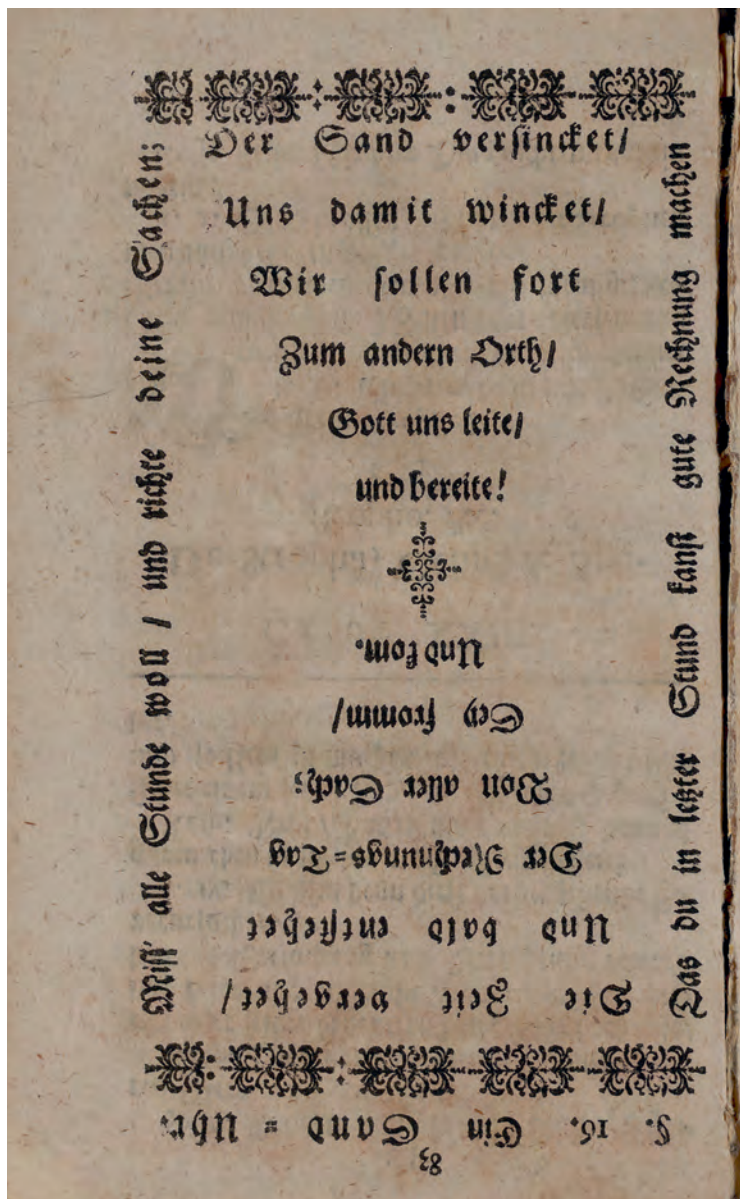 83
§. 16. Ein Sand = Uhr.
Die Zeit vergehet/
Und bald entstehet
Der Rechnungs=Tag
Von aller Sach;
Sey fromm/
Und kom.
Der Sand versincket/
Uns damit wincket/
Wir sollen fort
Zum andern Orth/
Gott uns leite/
und bereite!
Miss' alle Stunde woll / und richte deine Sachen;
Das du in letzter Stund kanst gute Rechnung machen